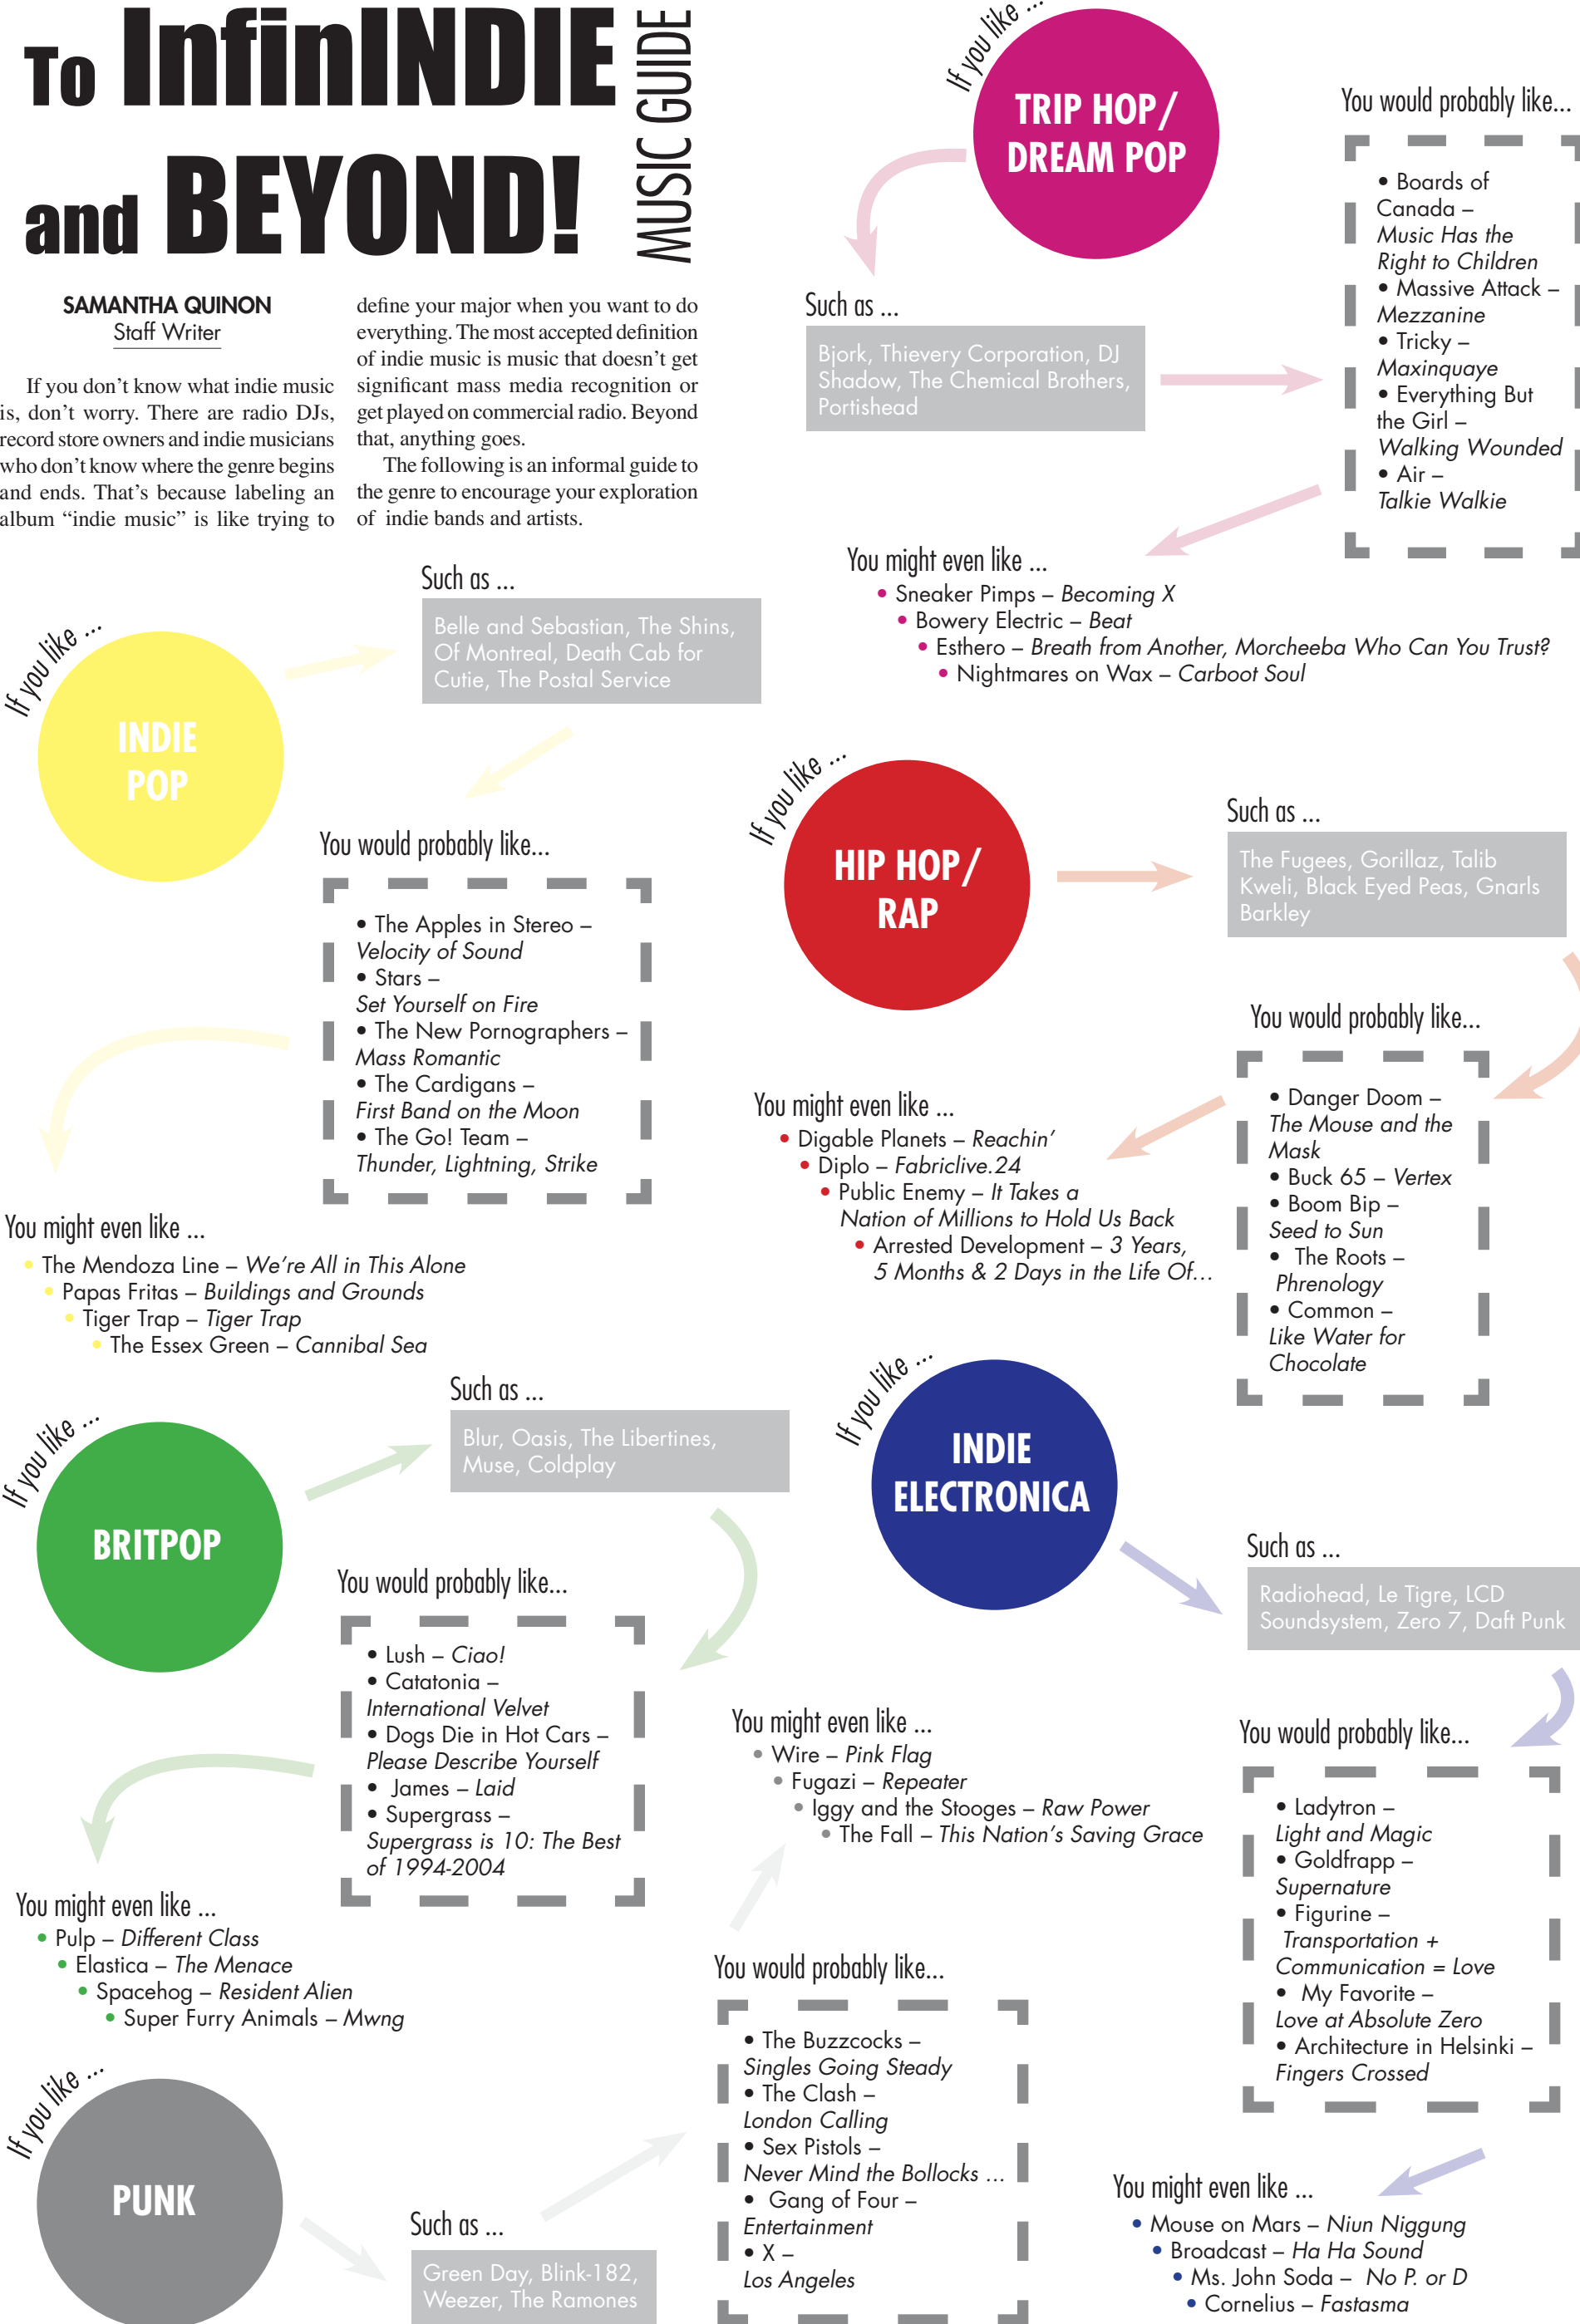 To InfinINDIE
and BEYOND!
MUSIC GUIDE
SAMANTHA QUINON
Staff Writer
If you don’t know what indie music
is, don’t worry. There are radio DJs,
record store owners and indie musicians
who don’t know where the genre begins
and ends. That’s because labeling an
album “indie music” is like trying to
define your major when you want to do
everything. The most accepted definition
of indie music is music that doesn’t get
significant mass media recognition or
get played on commercial radio. Beyond
that, anything goes.
The following is an informal guide to
the genre to encourage your exploration
of indie bands and artists.
If you like ...
TRIP HOP/
DREAM POP
Such as ...
Bjork, Thievery Corporation, DJ
Shadow, The Chemical Brothers,
Portishead
You would probably like...
• Boards of
Canada –
Music Has the
Right to Children
• Massive Attack –
Mezzanine
• Tricky –
Maxinquaye
• Everything But
the Girl –
Walking Wounded
• Air –
Talkie Walkie
You might even like ...
• Sneaker Pimps – Becoming X
• Bowery Electric – Beat
• Esthero – Breath from Another, Morcheeba Who Can You Trust?
• Nightmares on Wax – Carboot Soul
If you like ...
INDIE
POP
Such as ...
Belle and Sebastian, The Shins,
Of Montreal, Death Cab for
Cutie, The Postal Service
You would probably like...
• The Apples in Stereo –
Velocity of Sound
• Stars –
Set Yourself on Fire
• The New Pornographers –
Mass Romantic
• The Cardigans –
First Band on the Moon
• The Go! Team –
Thunder, Lightning, Strike
You might even like ...
• The Mendoza Line – We’re All in This Alone
• Papas Fritas – Buildings and Grounds
• Tiger Trap – Tiger Trap
• The Essex Green – Cannibal Sea
If you like ...
HIP HOP/
RAP
Such as ...
The Fugees, Gorillaz, Talib
Kweli, Black Eyed Peas, Gnarls
Barkley
You would probably like...
• Danger Doom –
The Mouse and the
Mask
• Buck 65 – Vertex
• Boom Bip –
Seed to Sun
• The Roots –
Phrenology
• Common –
Like Water for
Chocolate
You might even like ...
• Digable Planets – Reachin’
• Diplo – Fabriclive.24
• Public Enemy – It Takes a
Nation of Millions to Hold Us Back
• Arrested Development – 3 Years,
5 Months & 2 Days in the Life Of...
If you like ...
BRITPOP
Such as ...
Blur, Oasis, The Libertines,
Muse, Coldplay
You would probably like...
• Lush – Ciao!
• Catatonia –
International Velvet
• Dogs Die in Hot Cars –
Please Describe Yourself
• James – Laid
• Supergrass –
Supergrass is 10: The Best
of 1994-2004
You might even like ...
• Pulp – Different Class
• Elastica – The Menace
• Spacehog – Resident Alien
• Super Furry Animals – Mwng
If you like ...
INDIE
ELECTRONICA
Such as ...
Radiohead, Le Tigre, LCD
Soundsystem, Zero 7, Daft Punk
You would probably like...
• Ladytron –
Light and Magic
• Goldfrapp –
Supernature
• Figurine –
Transportation +
Communication = Love
• My Favorite –
Love at Absolute Zero
• Architecture in Helsinki –
Fingers Crossed
You might even like ...
• Mouse on Mars – Niun Niggung
• Broadcast – Ha Ha Sound
• Ms. John Soda – No P. or D
• Cornelius – Fastasma
If you like ...
PUNK
Such as ...
Green Day, Blink-182,
Weezer, The Ramones
You would probably like...
• The Buzzcocks –
Singles Going Steady
• The Clash –
London Calling
• Sex Pistols –
Never Mind the Bollocks ...
• Gang of Four –
Entertainment
• X –
Los Angeles
You might even like ...
• Wire – Pink Flag
• Fugazi – Repeater
• Iggy and the Stooges – Raw Power
• The Fall – This Nation’s Saving Grace